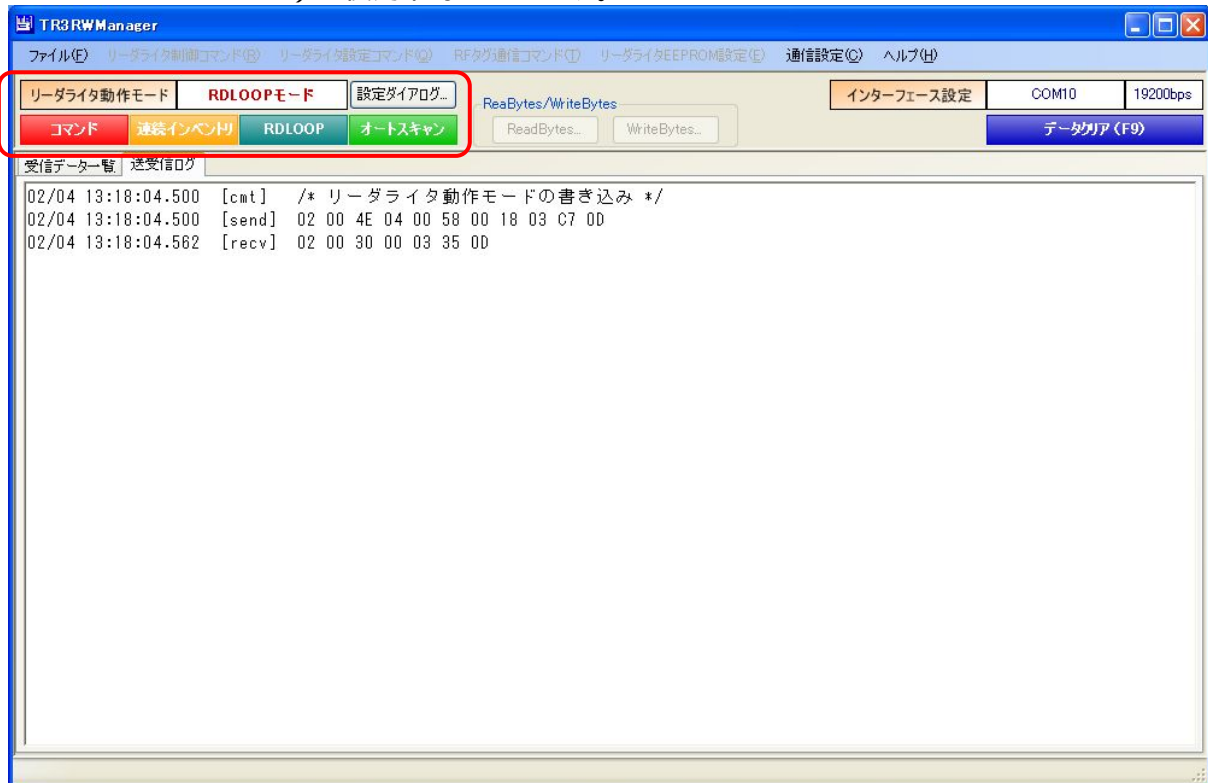 TR3RWManager
ファイル(F) リーダライタ制御コマンド(R) リーダライタ設定コマンド(Q) RFタグ通信コマンド(T) リーダライタEEPROM設定(E) 通信設定(C) ヘルプ(H)
リーダライタ動作モード RDLOOPモード 設定ダイアログ... ReaBytes/WriteBytes インターフェース設定 COM10 19200bps
コマンド 連続インベントリ RDLOOP オートスキャン ReadBytes... WriteBytes... データクリア(F9)
受信データ一覧 送受信ログ
02/04 13:18:04.500 [cmt] /* リーダライタ動作モードの書き込み */
02/04 13:18:04.500 [send] 02 00 4E 04 00 58 00 18 03 C7 0D
02/04 13:18:04.562 [recv] 02 00 30 00 03 35 0D